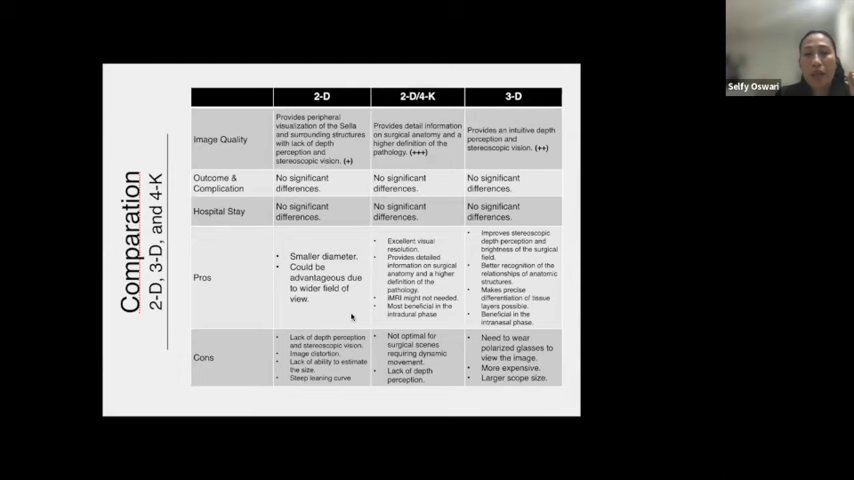 Selfy Oswari
Comparation
2-D, 3-D, and 4-K
2-D
2-D/4-K
3-D
Image Quality
Provides peripheral
visualization of the Sella
and surrounding structures
with lack of depth
perception and
stereoscopic vision. (+)
Provides detail information
on surgical anatomy and a
higher definition of the
pathology. (+++)
Provides an intuitive depth
perception and
stereoscopic vision. (++)
Outcome &
Complication
No significant
differences.
No significant
differences.
No significant
differences.
Hospital Stay
No significant
differences.
No significant
differences.
No significant
differences.
Pros
• Smaller diameter.
• Could be
advantageous due
to wider field of
view.
• Excellent visual
resolution.
• Provides detailed
information on surgical
anatomy and a higher
definition of the
pathology.
• iMRI might not needed.
• Most beneficial in the
intradural phase
• Improves stereoscopic
depth perception and
brightness of the surgical
field.
• Better recognition of the
relationships of anatomic
structures.
• Makes precise
differentiation of tissue
layers possible.
• Beneficial in the
intranasal phase.
Cons
• Lack of depth perception
and stereoscopic vision.
• Image distortion.
• Lack of ability to estimate
the size.
• Steep leaning curve
• Not optimal for
surgical scenes
requiring dynamic
movement.
• Lack of depth
perception.
• Need to wear
polarized glasses to
view the image.
• More expensive.
• Larger scope size.